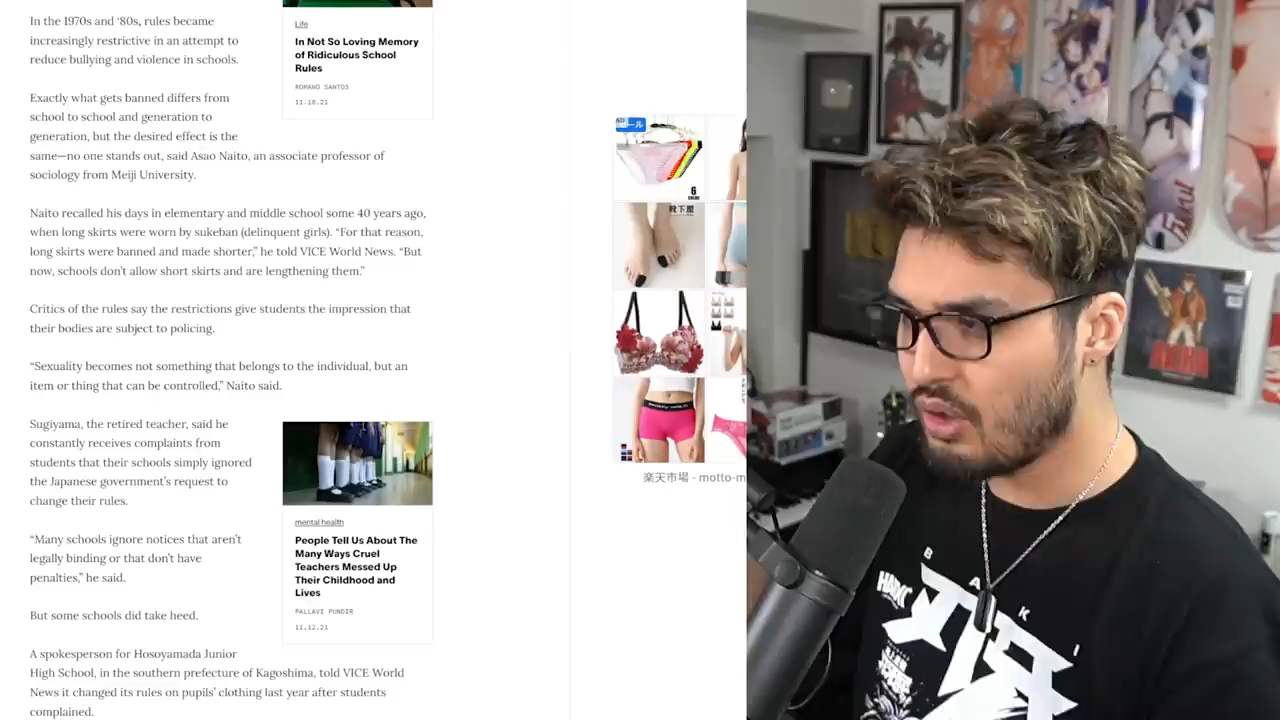 In the 1970s and ‘80s, rules became
increasingly restrictive in an attempt to
reduce bullying and violence in schools.
Exactly what gets banned differs from
school to school and generation to
generation, but the desired effect is the
same—no one stands out, said Asao Naito, an associate professor of
sociology from Meiji University.
Naito recalled his days in elementary and middle school some 40 years ago,
when long skirts were worn by sukeban (delinquent girls). “For that reason,
long skirts were banned and made shorter,” he told VICE World News. “But
now, schools don’t allow short skirts and are lengthening them.”
Critics of the rules say the restrictions give students the impression that
their bodies are subject to policing.
“Sexuality becomes not something that belongs to the individual, but an
item or thing that can be controlled,” Naito said.
Sugiyama, the retired teacher, said he
constantly receives complaints from
students that their schools simply ignored
the Japanese government’s request to
change their rules.
“Many schools ignore notices that aren’t
legally binding or that don’t have
penalties,” he said.
But some schools did take heed.
A spokesperson for Hosoyamada Junior
High School, in the southern prefecture of Kagoshima, told VICE World
News it changed its rules on pupils’ clothing last year after students
complained.
Life
In Not So Loving Memory
of Ridiculous School
Rules
ROMANO SANTOS
11.18.21
mental health
People Tell Us About The
Many Ways Cruel
Teachers Messed Up
Their Childhood and
Lives
PALLAVI PUNDIR
11.12.21
6
COLOR
靴下屋
楽天市場 - motto-m
AKIRA
B A K I